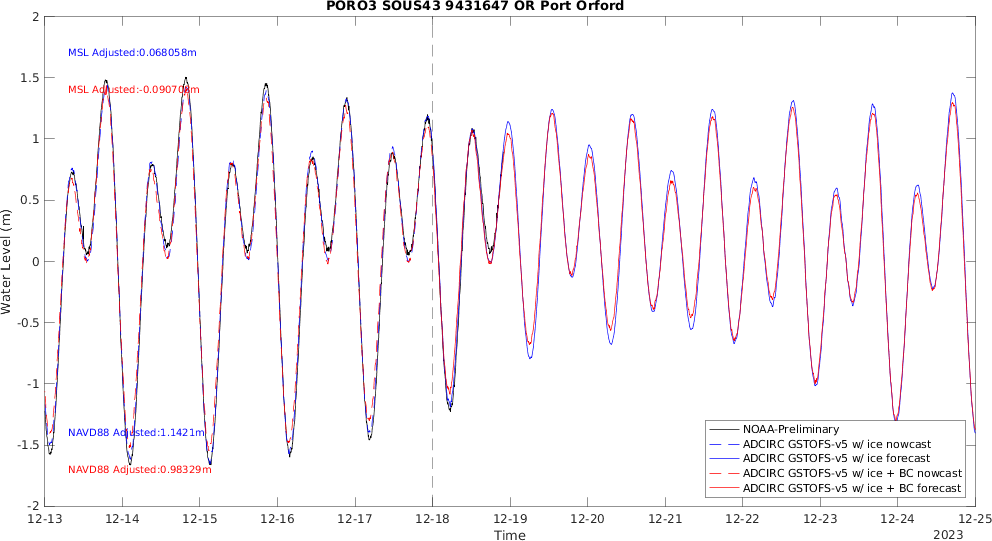 PORO3 SOUS43 9431647 OR Port Orford
MSL Adjusted:0.068058m
MSL Adjusted:-0.090708m
NAVD88 Adjusted:1.1421m
NAVD88 Adjusted:0.98329m
Water Level (m)
2
1.5
1
0.5
0
-0.5
-1
-1.5
-2
NOAA-Preliminary
ADCIRC GSTOFS-v5 w/ ice nowcast
ADCIRC GSTOFS-v5 w/ ice forecast
ADCIRC GSTOFS-v5 w/ ice + BC nowcast
ADCIRC GSTOFS-v5 w/ ice + BC forecast
12-13 12-14 12-15 12-16 12-17 12-18 12-19 12-20 12-21 12-22 12-23 12-24 12-25
Time
2023